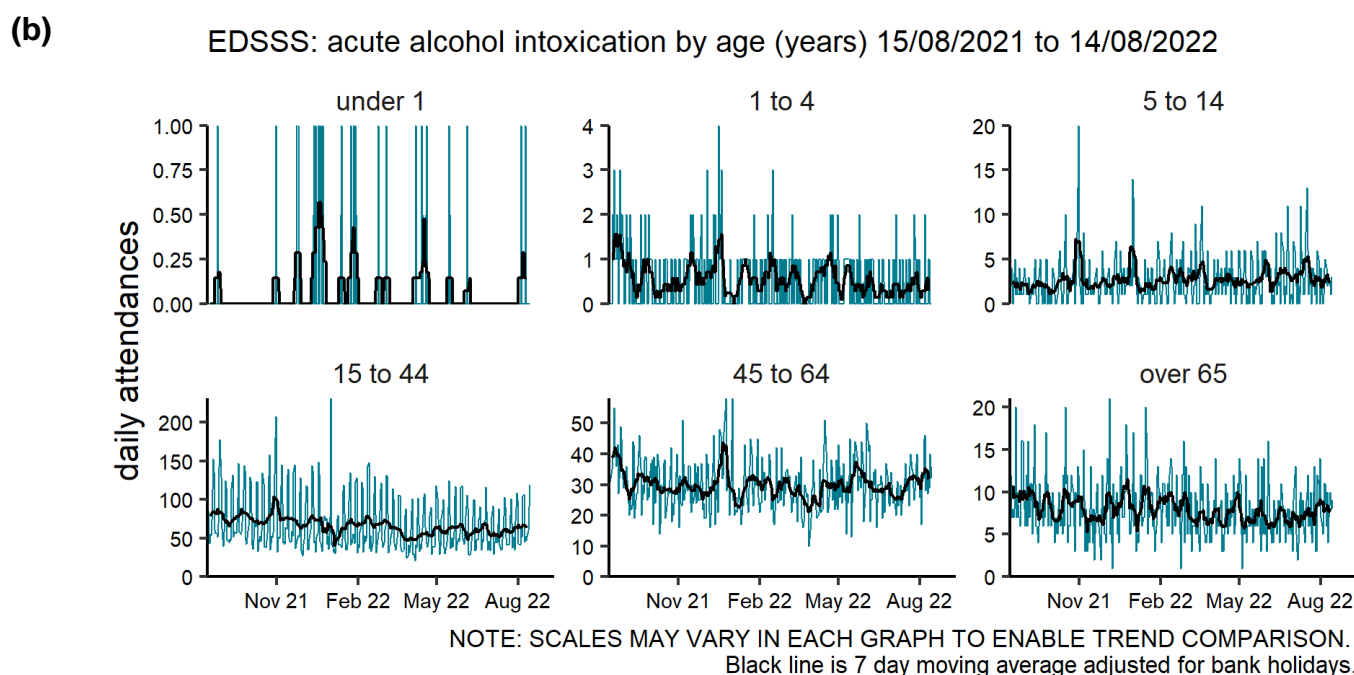 (b)
EDSSS: acute alcohol intoxication by age (years) 15/08/2021 to 14/08/2022
daily attendances
under 1
1.00
0.75
0.50
0.25
0.00
1 to 4
4
3
2
1
0
5 to 14
20
15
10
5
0
15 to 44
200
150
100
50
0
Nov 21 Feb 22 May 22 Aug 22
45 to 64
50
40
30
20
10
0
Nov 21 Feb 22 May 22 Aug 22
over 65
20
15
10
5
0
Nov 21 Feb 22 May 22 Aug 22
NOTE: SCALES MAY VARY IN EACH GRAPH TO ENABLE TREND COMPARISON.
Black line is 7 day moving average adjusted for bank holidays.